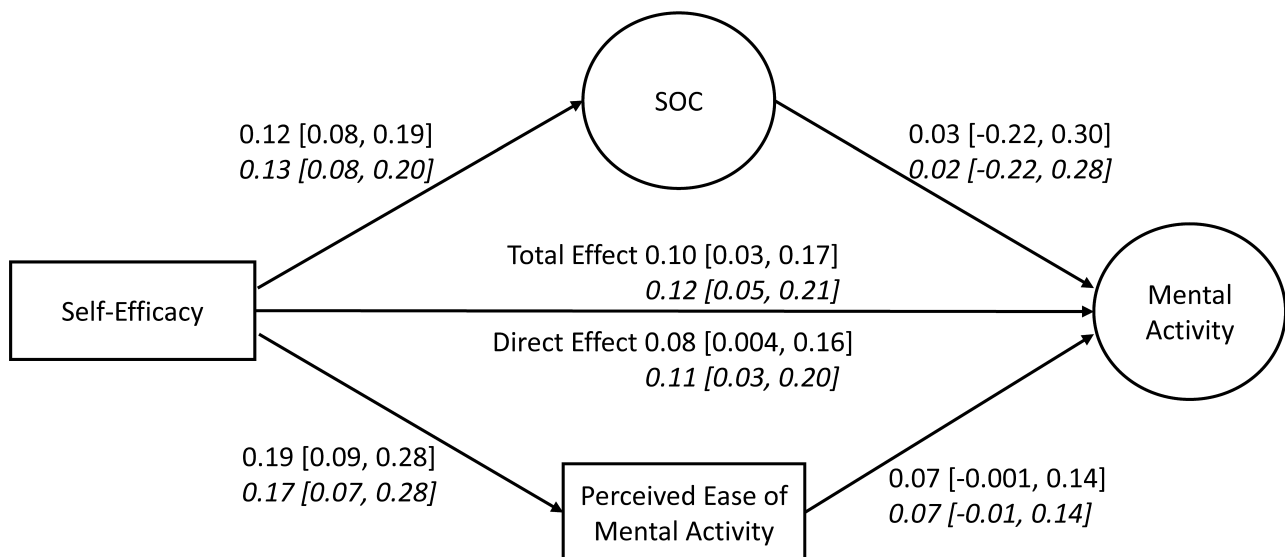 SOC
0.12 [0.08, 0.19]
0.13 [0.08, 0.20]
0.03 [-0.22, 0.30]
0.02 [-0.22, 0.28]
Self-Efficacy
Total Effect 0.10 [0.03, 0.17]
0.12 [0.05, 0.21]
Direct Effect 0.08 [0.004, 0.16]
0.11 [0.03, 0.20]
Mental
Activity
0.19 [0.09, 0.28]
0.17 [0.07, 0.28]
Perceived Ease of
Mental Activity
0.07 [-0.001, 0.14]
0.07 [-0.01, 0.14]